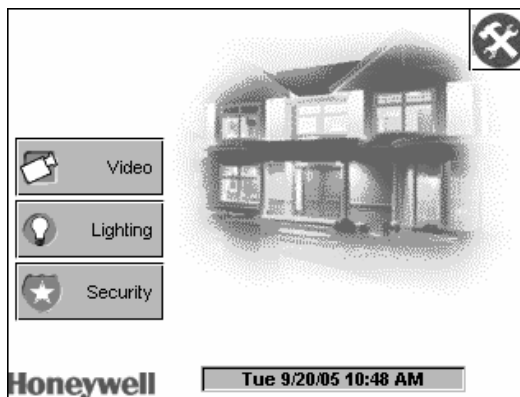 Video
Lighting
Security
Honeywell
Tue 9/20/05 10:48 AM